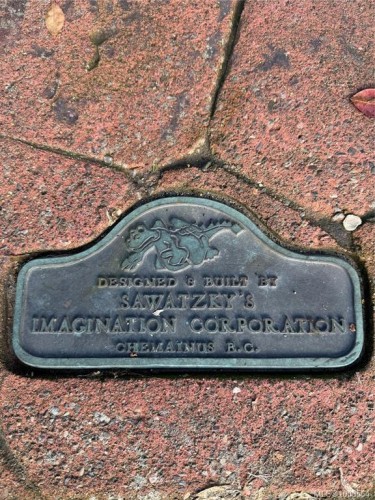 DESIGNED & BUILT BY
SAWATZKY'S
IMAGINATION CORPORATION
CHEMAINUS B.C.